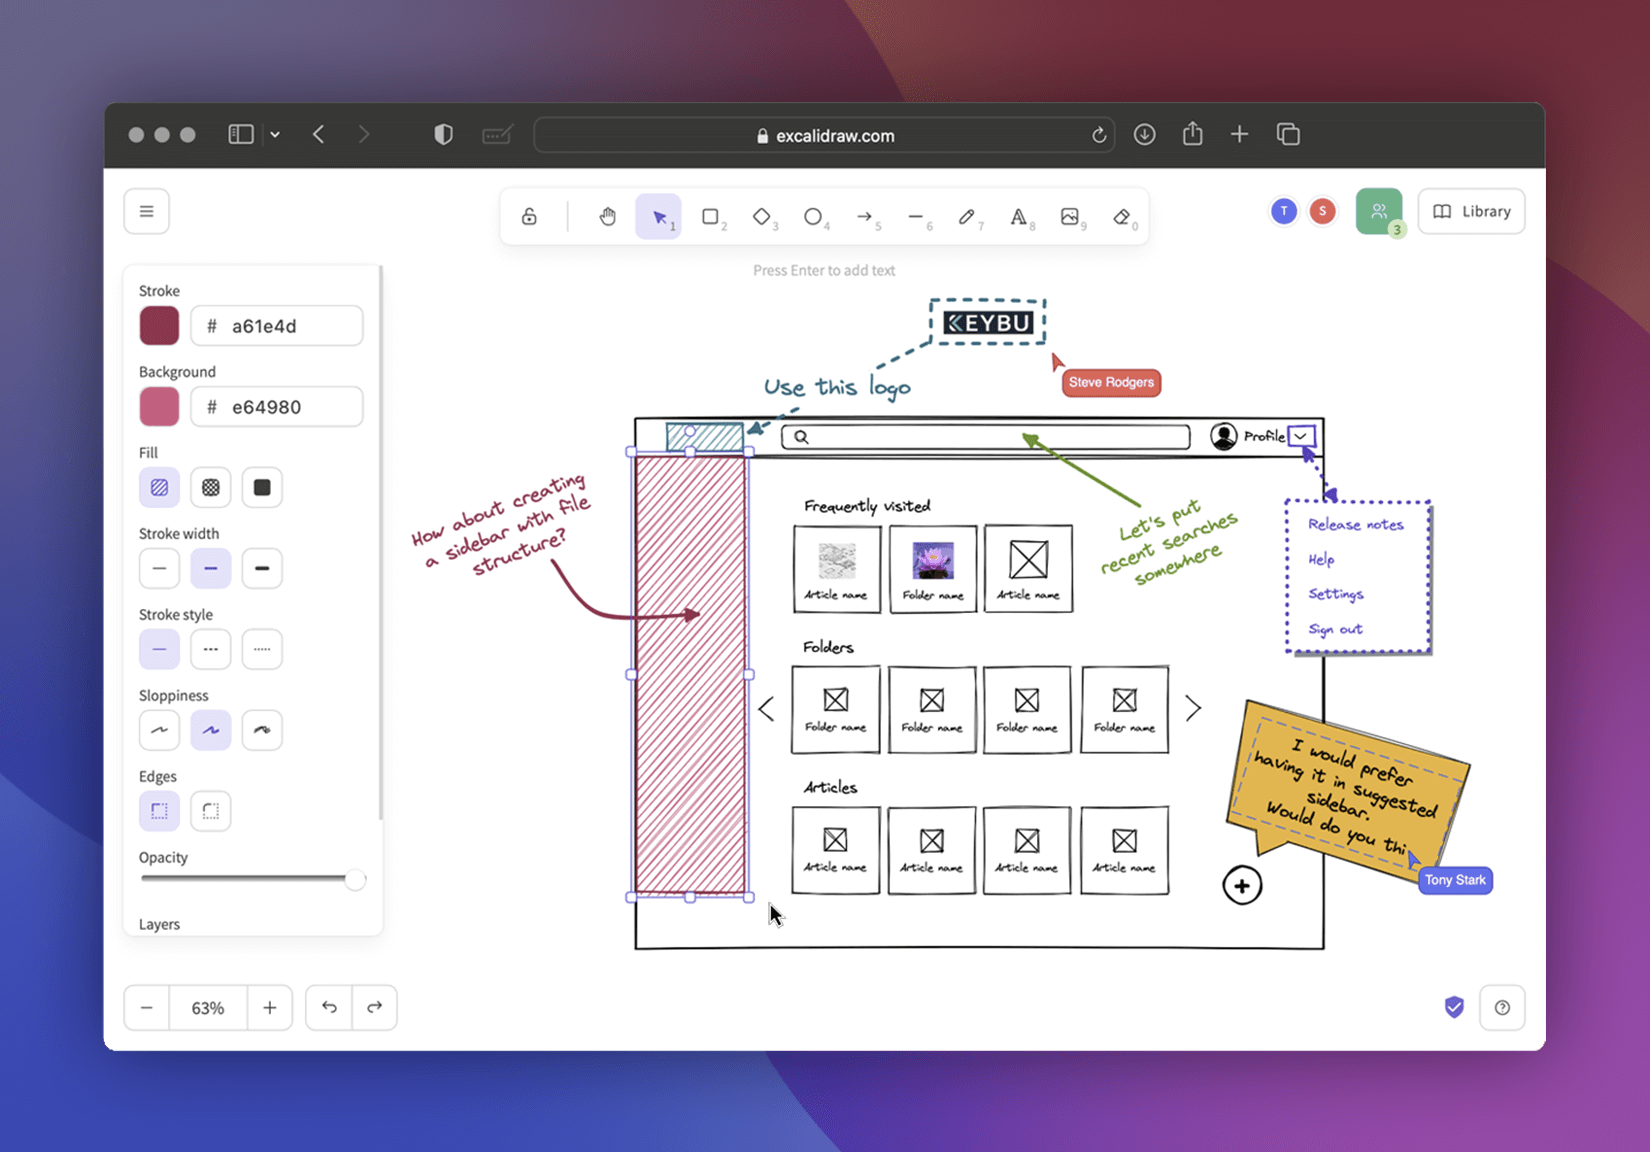 excalidraw.com
1
2
3
4
5
6
7
8
9
0
T
S
3
Library
Press Enter to add text
Stroke
# a61e4d
Background
# e64980
Fill
Stroke width
Stroke style
Sloppiness
Edges
Opacity
Layers
63%
KEYBU
Steve Rodgers
Use this logo
Profile
How about creating
a sidebar with file
structure?
Frequently visited
Article name
Folder name
Article name
Let's put
recent searches
somewhere
Release notes
Help
Settings
Sign out
Folders
Folder name
Folder name
Folder name
Folder name
Articles
Article name
Article name
Article name
Article name
I would prefer
having it in suggested
sidebar.
Would do you thi
Tony Stark